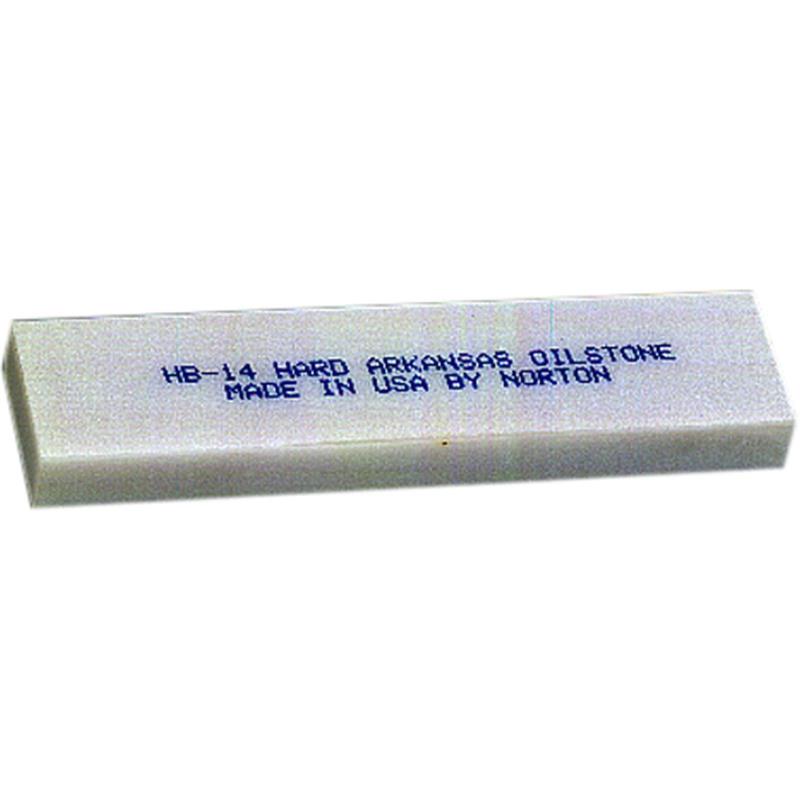 HB-14 HARD ARKANSAS OILSTONE
MADE IN USA BY NORTON